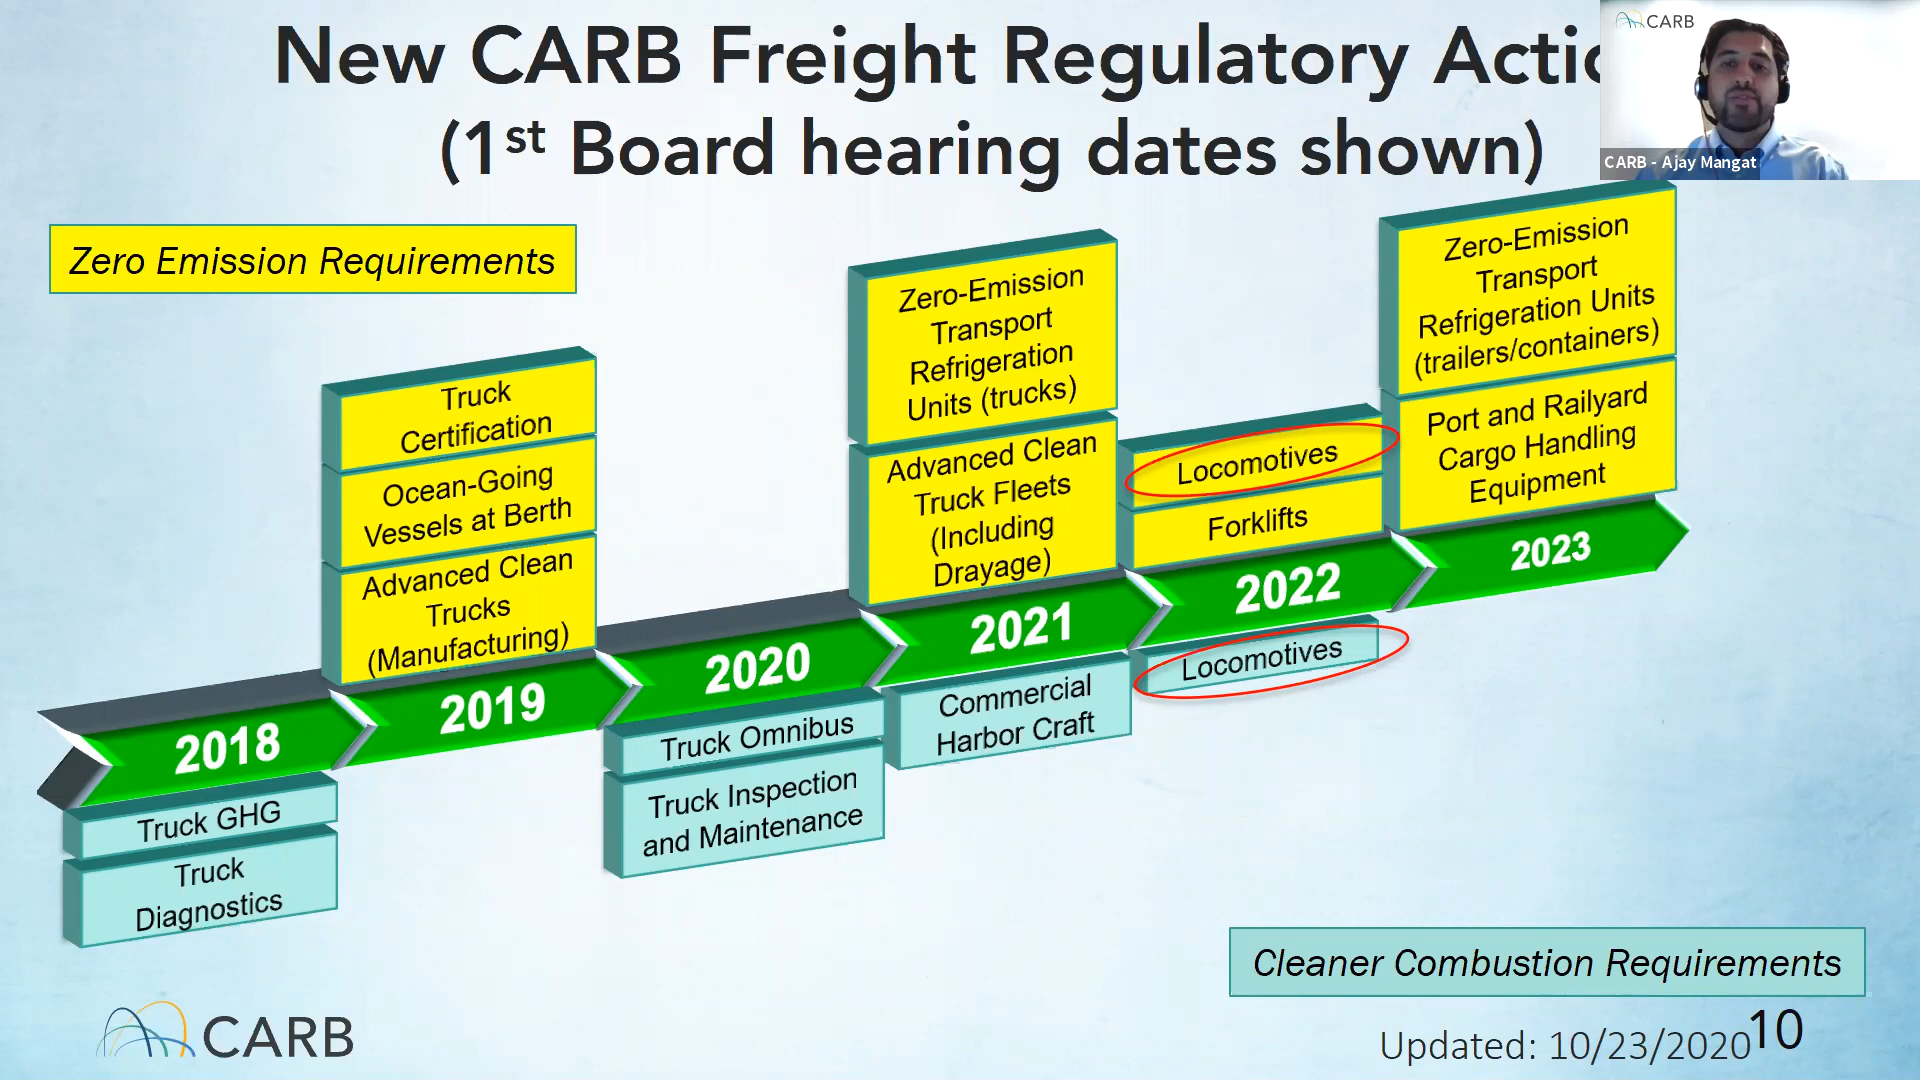 New CARB Freight Regulatory Actio
(1st Board hearing dates shown)
CARB
CARB - Ajay Mangat
Zero Emission Requirements
Truck
Certification
Ocean-Going
Vessels at Berth
Advanced Clean
Trucks
(Manufacturing)
Zero-Emission
Transport
Refrigeration
Units (trucks)
Advanced Clean
Truck Fleets
(Including
Drayage)
Locomotives
Forklifts
Zero-Emission
Transport
Refrigeration Units
(trailers/containers)
Port and Railyard
Cargo Handling
Equipment
2018
2019
2020
2021
2022
2023
Truck GHG
Truck
Diagnostics
Truck Omnibus
Truck Inspection
and Maintenance
Commercial
Harbor Craft
Locomotives
Cleaner Combustion Requirements
CARB
Updated: 10/23/2020
10